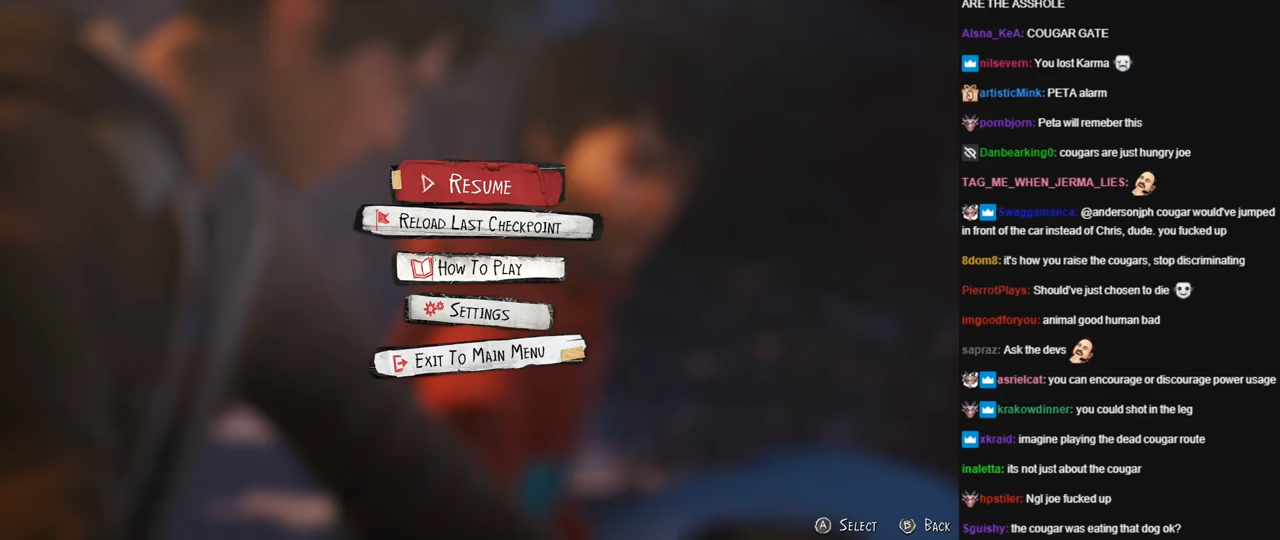 RESUME
RELOAD LAST CHECKPOINT
HOW TO PLAY
SETTINGS
EXIT TO MAIN MENU
A SELECT B BACK
ARE THE ASSHOLE
Alsna_KeA: COUGAR GATE
nilsevern: You lost Karma
artisticMink: PETA alarm
pornbjorn: Peta will remeber this
Danbearking0: cougars are just hungry joe
TAG_ME_WHEN_JERMA_LIES:
Swaggamanca: @andersonjph cougar would've jumped
in front of the car instead of Chris, dude. you fucked up
8dom8: it's how you raise the cougars, stop discriminating
PierrotPlays: Should've just chosen to die
imgoodforyou: animal good human bad
sapraz: Ask the devs
asrielcat: you can encourage or discourage power usage
krakowdinner: you could shot in the leg
xkraid: imagine playing the dead cougar route
inaletta: its not just about the cougar
hpstiler: Ngl joe fucked up
Sguishy: the cougar was eating that dog ok?